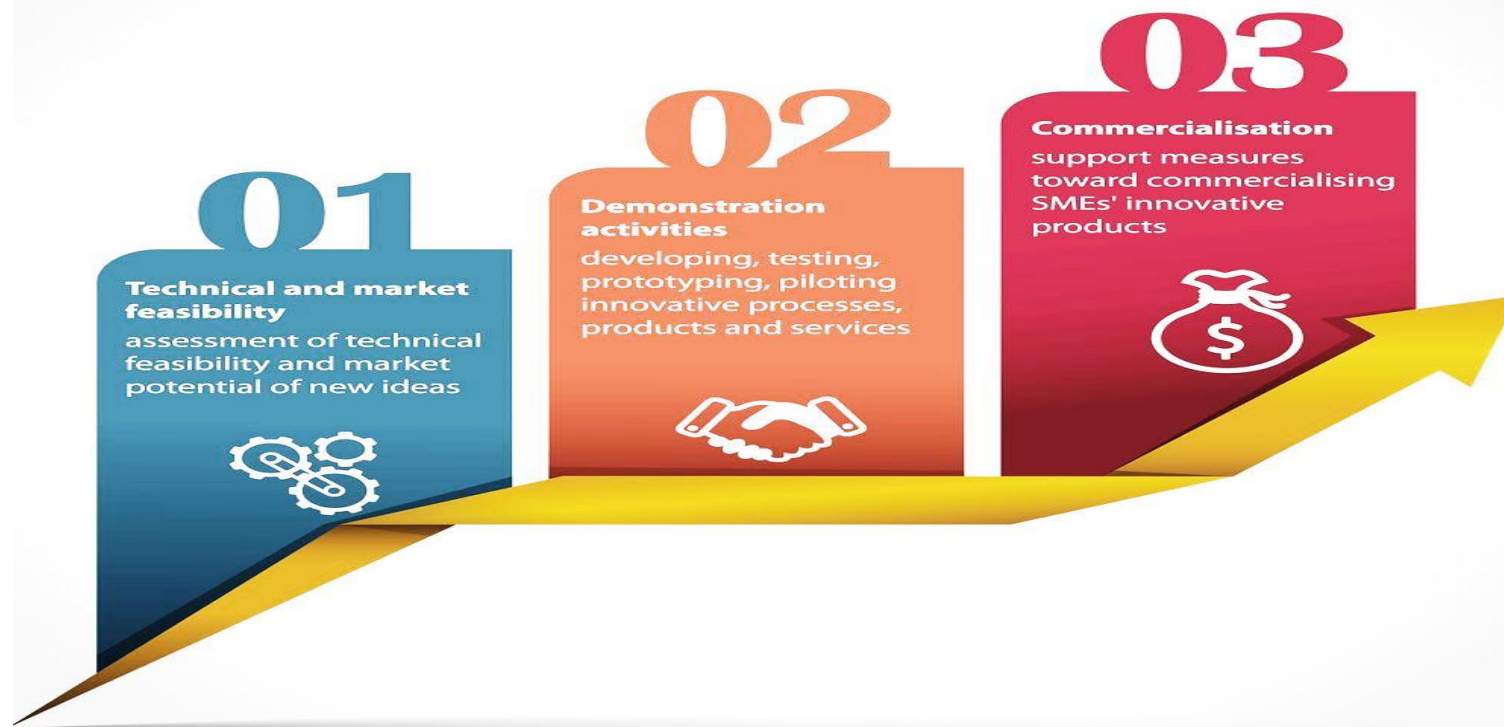 01
Technical and market
feasibility
assessment of technical
feasibility and market
potential of new ideas
02
Demonstration
activities
developing, testing,
prototyping, piloting
innovative processes,
products and services
03
Commercialisation
support measures
toward commercialising
SMEs' innovative
products
$